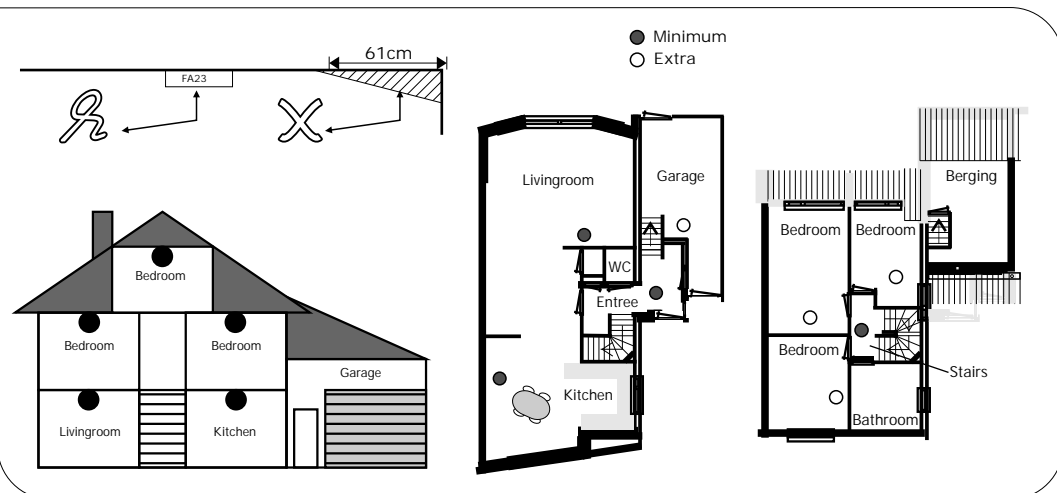 61cm
FA23
Minimum
Extra
Bedroom
Bedroom
Bedroom
Garage
Livingroom
Kitchen
Livingroom
Garage
WC
Entree
Kitchen
Berging
Bedroom
Bedroom
Bedroom
Stairs
Bathroom